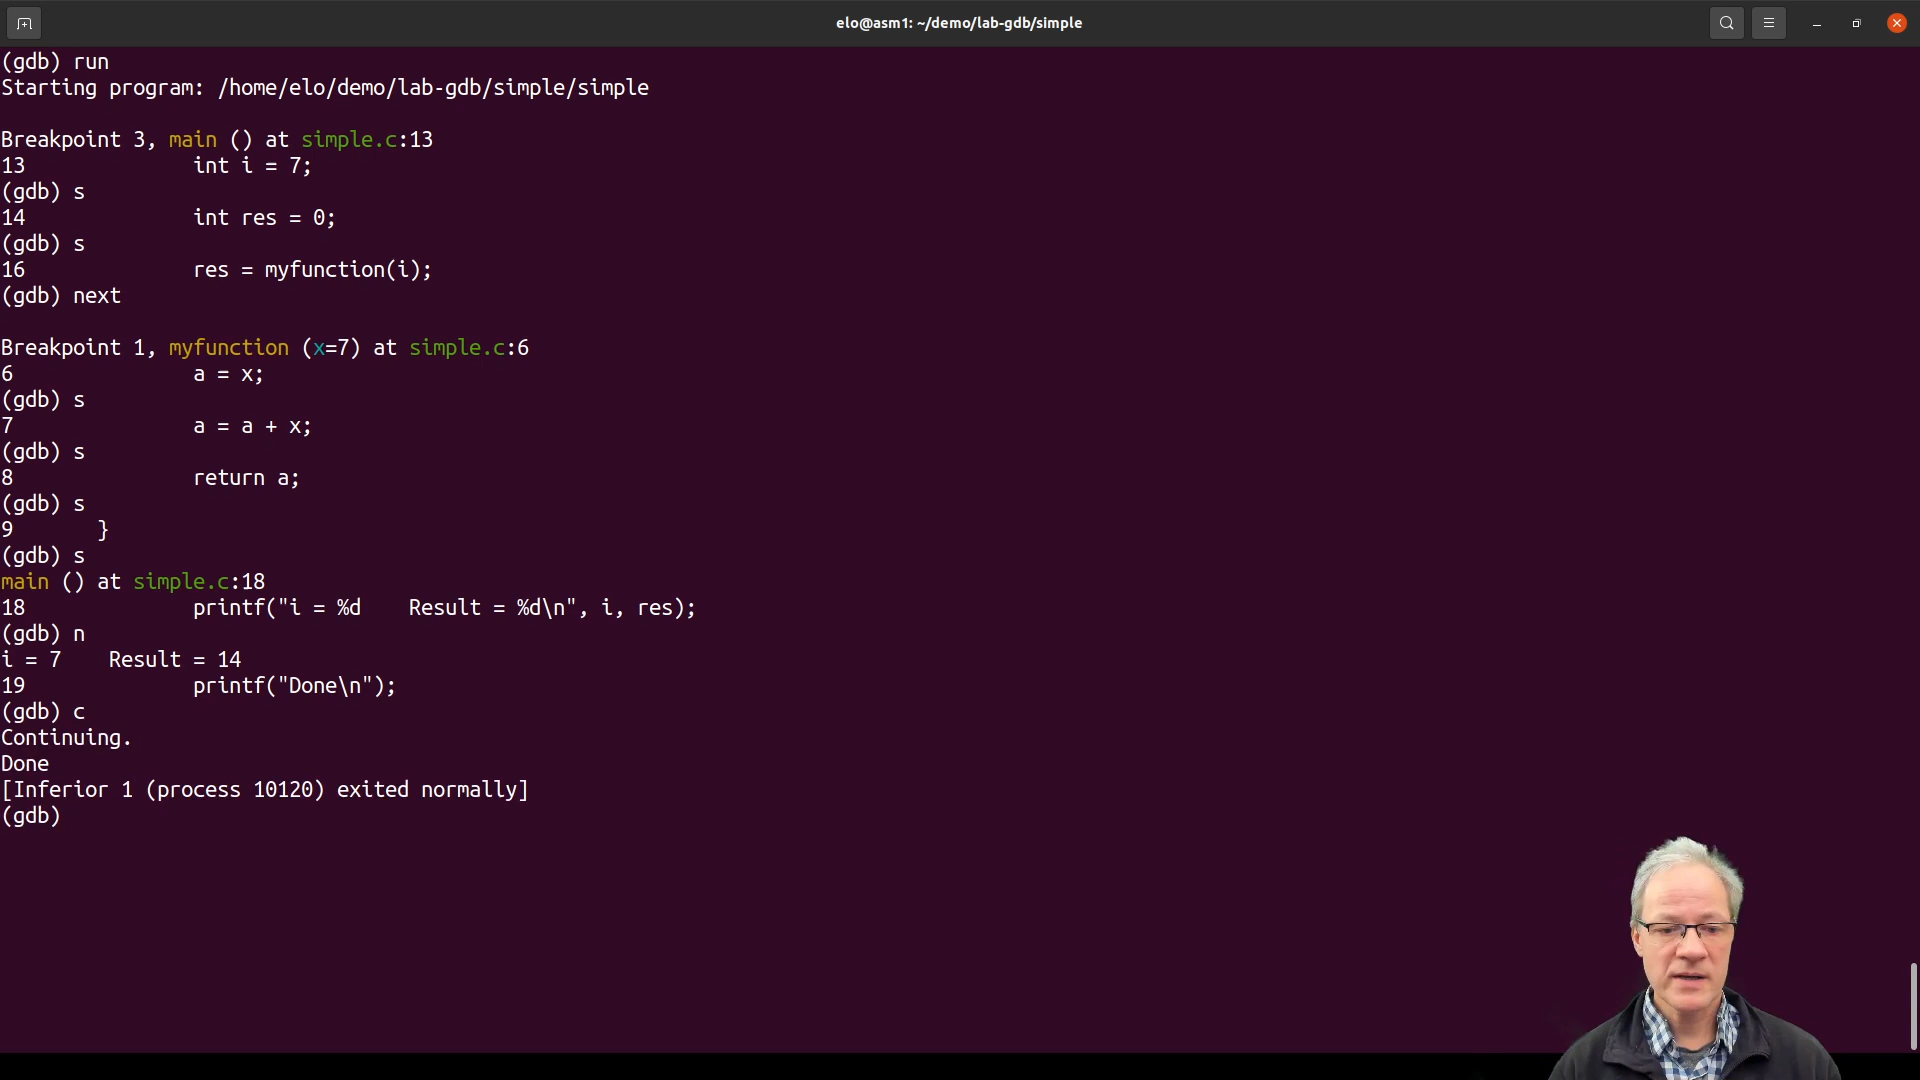 elo@asm1: ~/demo/lab-gdb/simple
(gdb) run
Starting program: /home/elo/demo/lab-gdb/simple/simple
Breakpoint 3, main () at simple.c:13
13              int i = 7;
(gdb) s
14              int res = 0;
(gdb) s
16              res = myfunction(i);
(gdb) next
Breakpoint 1, myfunction (x=7) at simple.c:6
6               a = x;
(gdb) s
7               a = a + x;
(gdb) s
8               return a;
(gdb) s
9       }
(gdb) s
main () at simple.c:18
18              printf("i = %d    Result = %d\n", i, res);
(gdb) n
i = 7    Result = 14
19              printf("Done\n");
(gdb) c
Continuing.
Done
[Inferior 1 (process 10120) exited normally]
(gdb)